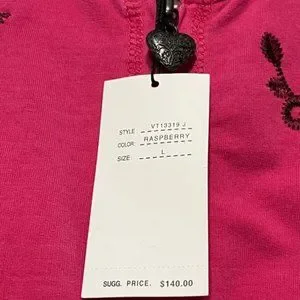 STYLE: VT13319 J
COLOR: RASPBERRY
SIZE: L
SUGG. PRICE. $140.00